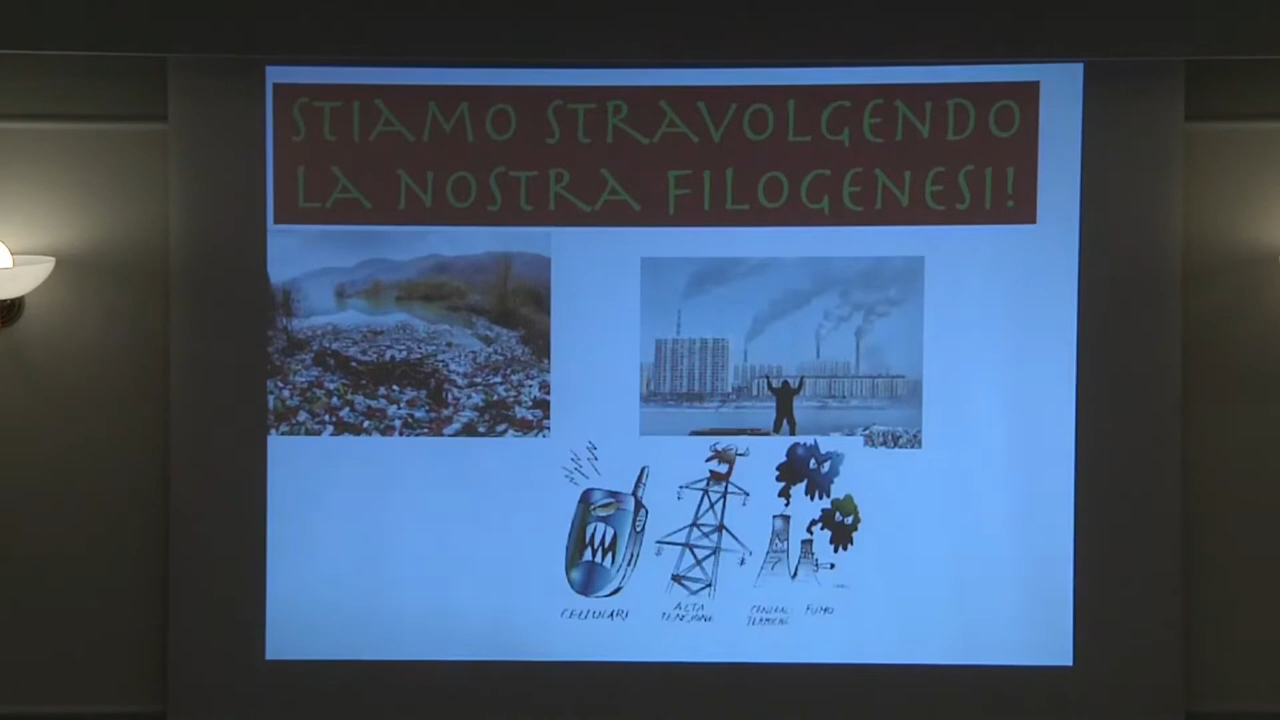 STIAMO STRAVOLGENDO
LA NOSTRA FILOGENESI!
CELLULARI
ALTA
TENSIONE
CENTRALI
TERMICHE
FUMO